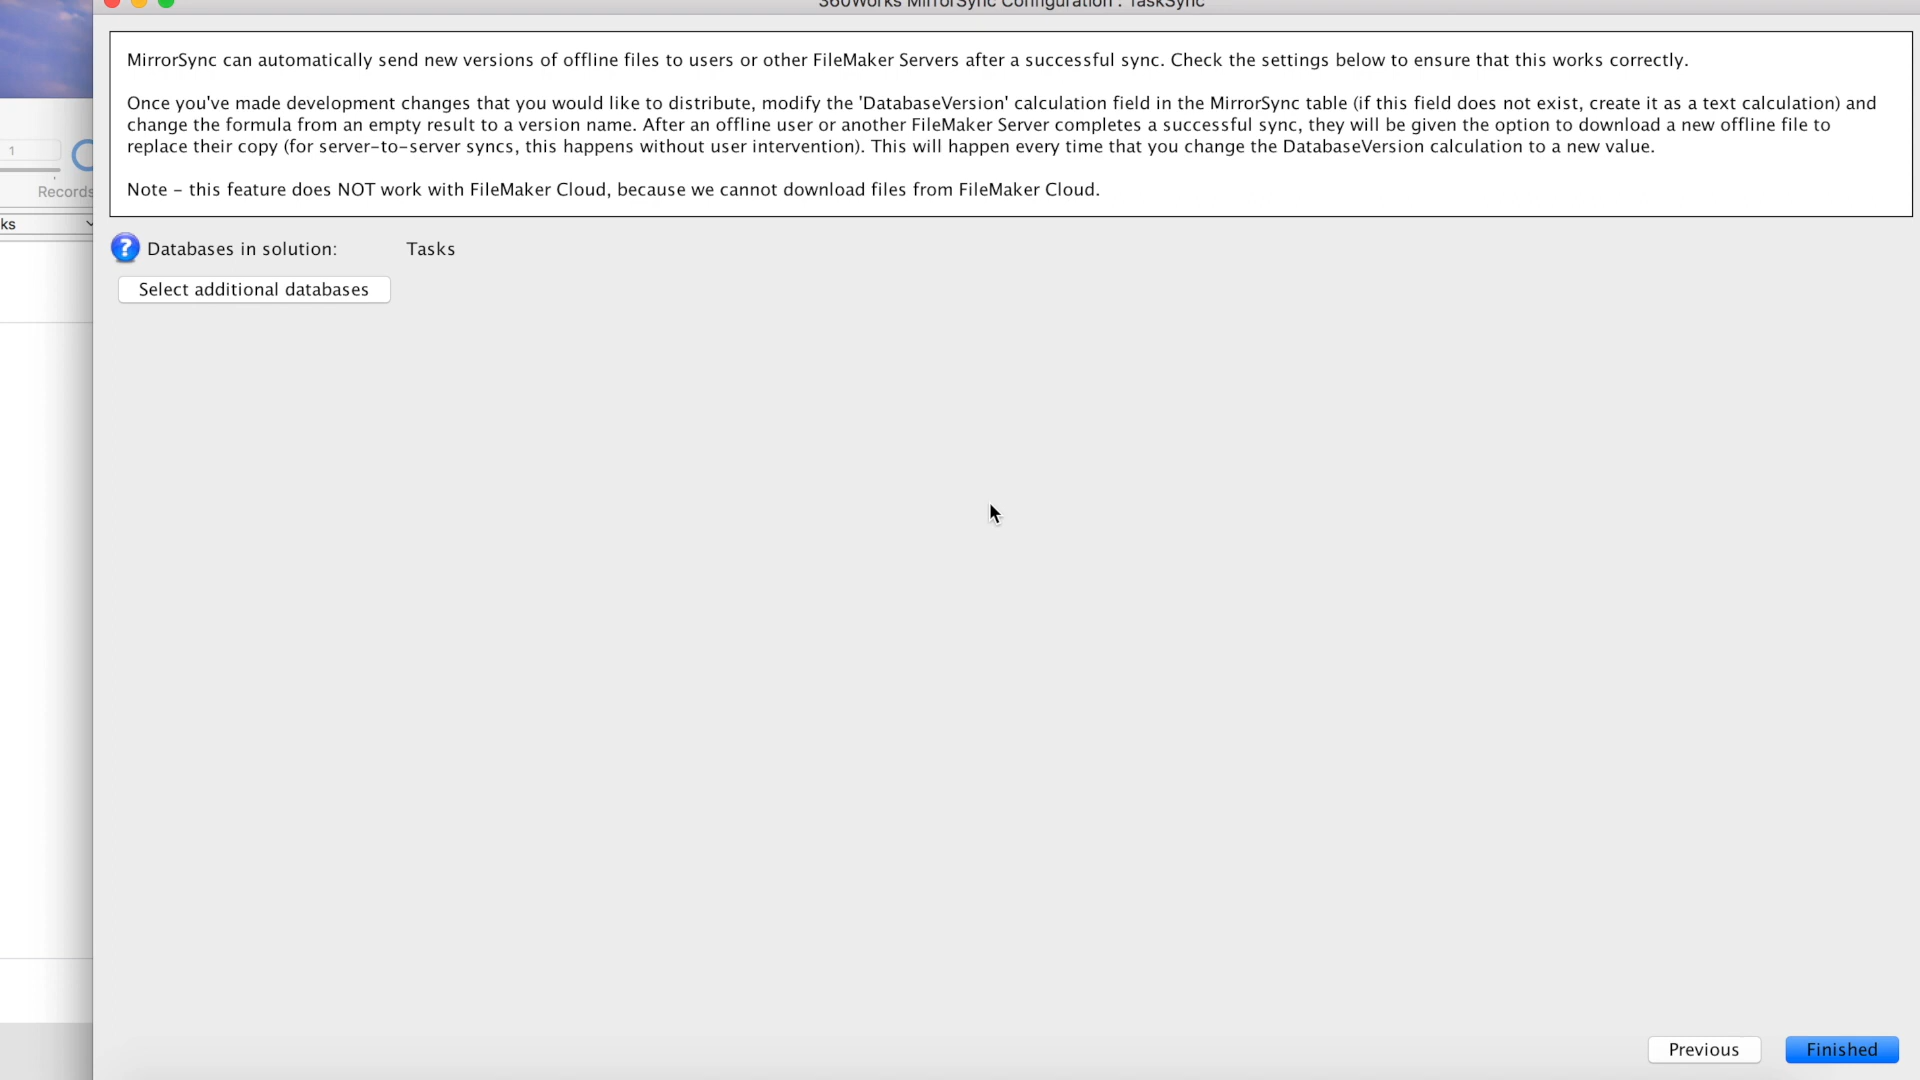 360Works MirrorSync Configuration : TaskSync
MirrorSync can automatically send new versions of offline files to users or other FileMaker Servers after a successful sync. Check the settings below to ensure that this works correctly.
Once you've made development changes that you would like to distribute, modify the 'DatabaseVersion' calculation field in the MirrorSync table (if this field does not exist, create it as a text calculation) and
change the formula from an empty result to a version name. After an offline user or another FileMaker Server completes a successful sync, they will be given the option to download a new offline file to
replace their copy (for server-to-server syncs, this happens without user intervention). This will happen every time that you change the DatabaseVersion calculation to a new value.
1
Records
Note – this feature does NOT work with FileMaker Cloud, because we cannot download files from FileMaker Cloud.
ks
? Databases in solution: Tasks
Select additional databases
Previous Finished